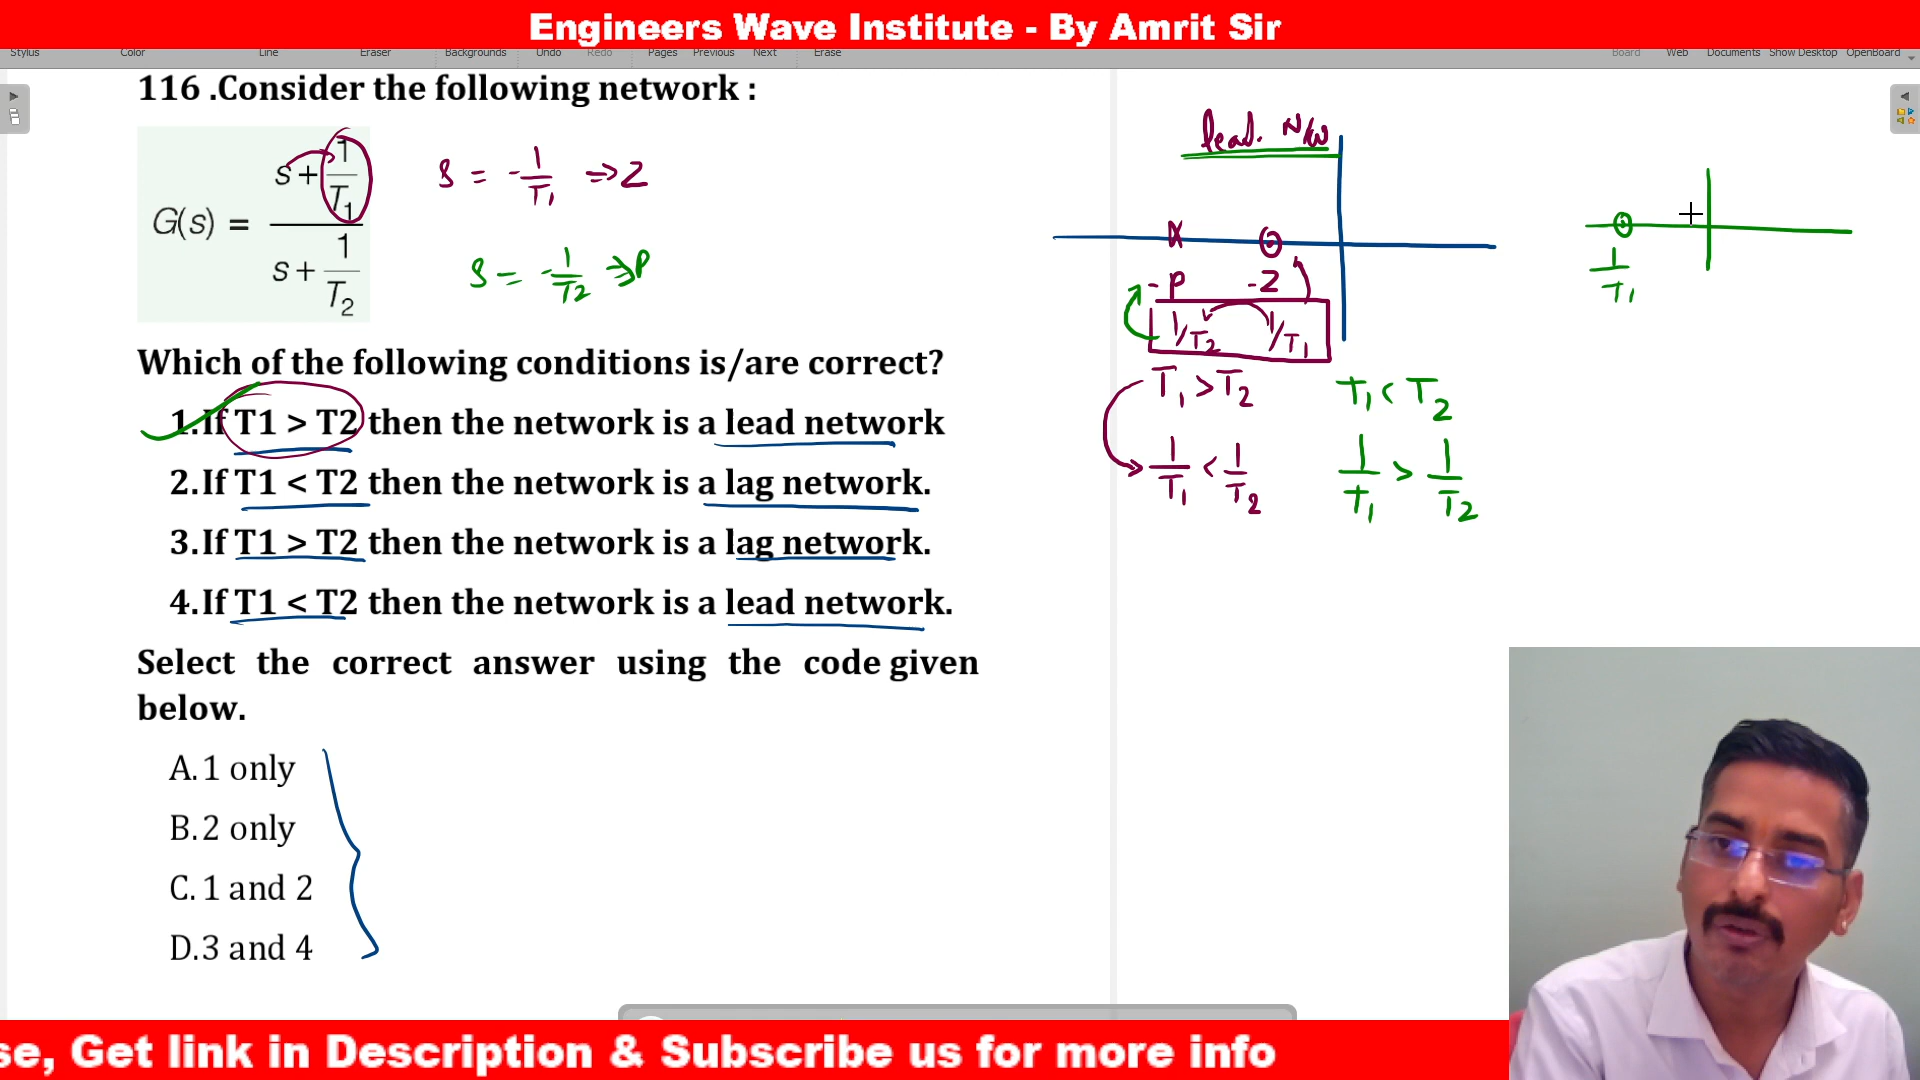 Engineers Wave Institute - By Amrit Sir
Stylus Color Line Eraser Backgrounds Undo Redo Pages Previous Next Erase Board Web Documents Show Desktop OpenBoard
116 .Consider the following network :
G(s) = s+ 1/T1
s+ 1/T2
S = -1/T1 => Z
S = -1/T2 => P
Which of the following conditions is/are correct?
1.If T1 > T2 then the network is a lead network
2.If T1 < T2 then the network is a lag network.
3.If T1 > T2 then the network is a lag network.
4.If T1 < T2 then the network is a lead network.
Select the correct answer using the code given
below.
A.1 only
B.2 only
C.1 and 2
D.3 and 4
lead. N/W
-P -Z
1/T2 1/T1
T1 > T2
1/T1 < 1/T2
T1 < T2
1/T1 > 1/T2
1/T1
se, Get link in Description & Subscribe us for more info